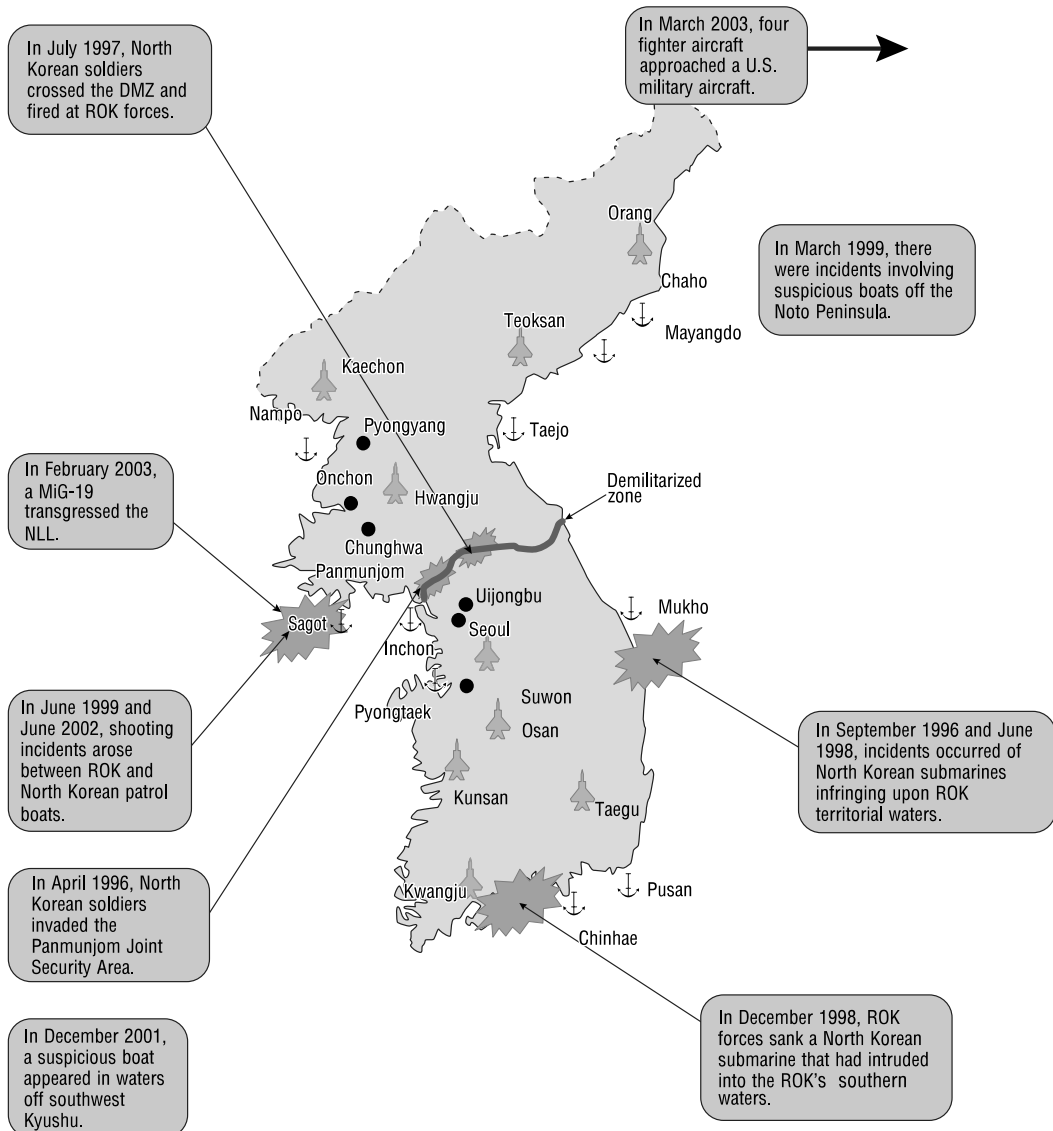 In March 2003, four
fighter aircraft
approached a U.S.
military aircraft.
In July 1997, North
Korean soldiers
crossed the DMZ and
fired at ROK forces.
Orang
In March 1999, there
were incidents involving
suspicious boats off the
Noto Peninsula.
Chaho
Teoksan
Mayangdo
Kaechon
Nampo
Pyongyang
Taejo
In February 2003,
a MiG-19
transgressed the
NLL.
Onchon
Hwangju
Demilitarized
zone
Chunghwa
Panmunjom
Uijongbu
Mukho
Sagot
Seoul
Inchon
Suwon
Pyongtaek
Osan
In June 1999 and
June 2002, shooting
incidents arose
between ROK and
North Korean patrol
boats.
In September 1996 and June
1998, incidents occurred of
North Korean submarines
infringing upon ROK
territorial waters.
Kunsan
Taegu
In April 1996, North
Korean soldiers
invaded the
Panmunjom Joint
Security Area.
Kwangju
Pusan
Chinhae
In December 2001,
a suspicious boat
appeared in waters
off southwest
Kyushu.
In December 1998, ROK
forces sank a North Korean
submarine that had intruded
into the ROK's southern
waters.